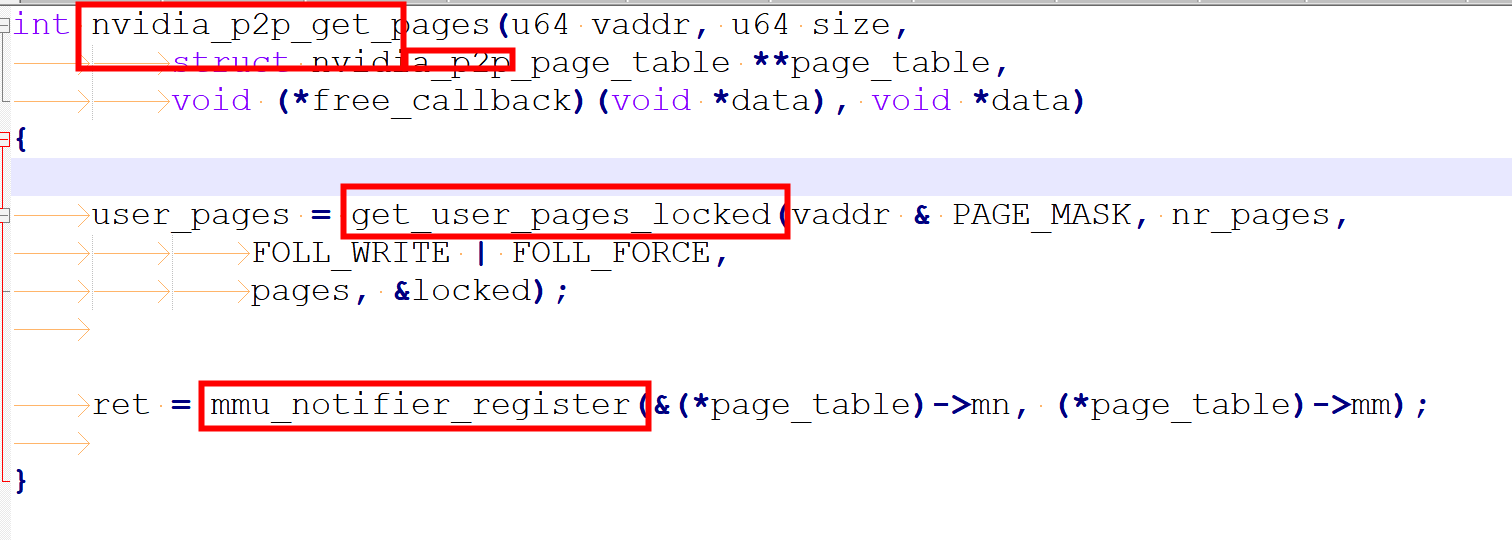 int nvidia_p2p_get_pages(u64 vaddr, u64 size,
struct nvidia_p2p_page_table **page_table,
void (*free_callback)(void *data), void *data)
{
user_pages = get_user_pages_locked(vaddr & PAGE_MASK, nr_pages,
FOLL_WRITE | FOLL_FORCE,
pages, &locked);
ret = mmu_notifier_register(&(*page_table)->mn, (*page_table)->mm);
}